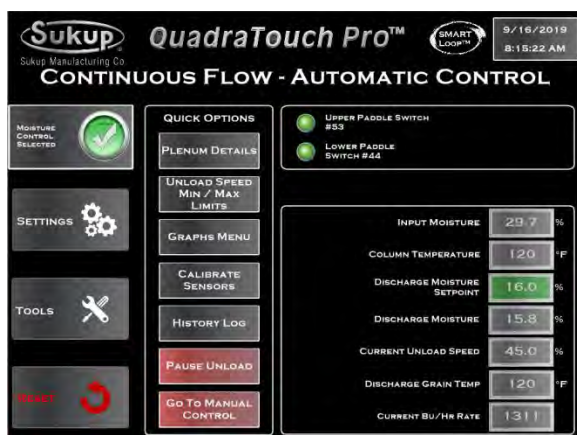 Sukup
Sukup Manufacturing Co
QuadraTouch Pro™
SMART
LOOP™
9/16/2019
8:15:22 AM
CONTINUOUS FLOW - AUTOMATIC CONTROL
MOISTURE
CONTROL
SELECTED
SETTINGS
TOOLS
RESET
QUICK OPTIONS
PLENUM DETAILS
UNLOAD SPEED
MIN / MAX
LIMITS
GRAPHS MENU
CALIBRATE
SENSORS
HISTORY LOG
PAUSE UNLOAD
GO TO MANUAL
CONTROL
UPPER PADDLE SWITCH
#53
LOWER PADDLE
SWITCH #44
INPUT MOISTURE 29.7 %
COLUMN TEMPERATURE 120 °F
DISCHARGE MOISTURE
SETPOINT 16.0 %
DISCHARGE MOISTURE 15.8 %
CURRENT UNLOAD SPEED 45.0 %
DISCHARGE GRAIN TEMP 120 °F
CURRENT BU/HR RATE 1311